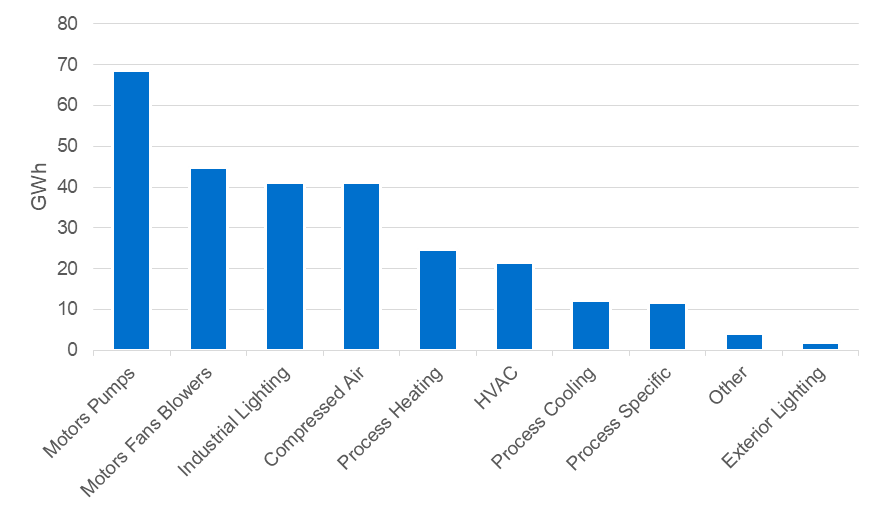 80
70
60
50
40
30
20
10
0
GWh
Motors Pumps
Motors Fans Blowers
Industrial Lighting
Compressed Air
Process Heating
HVAC
Process Cooling
Process Specific
Other
Exterior Lighting